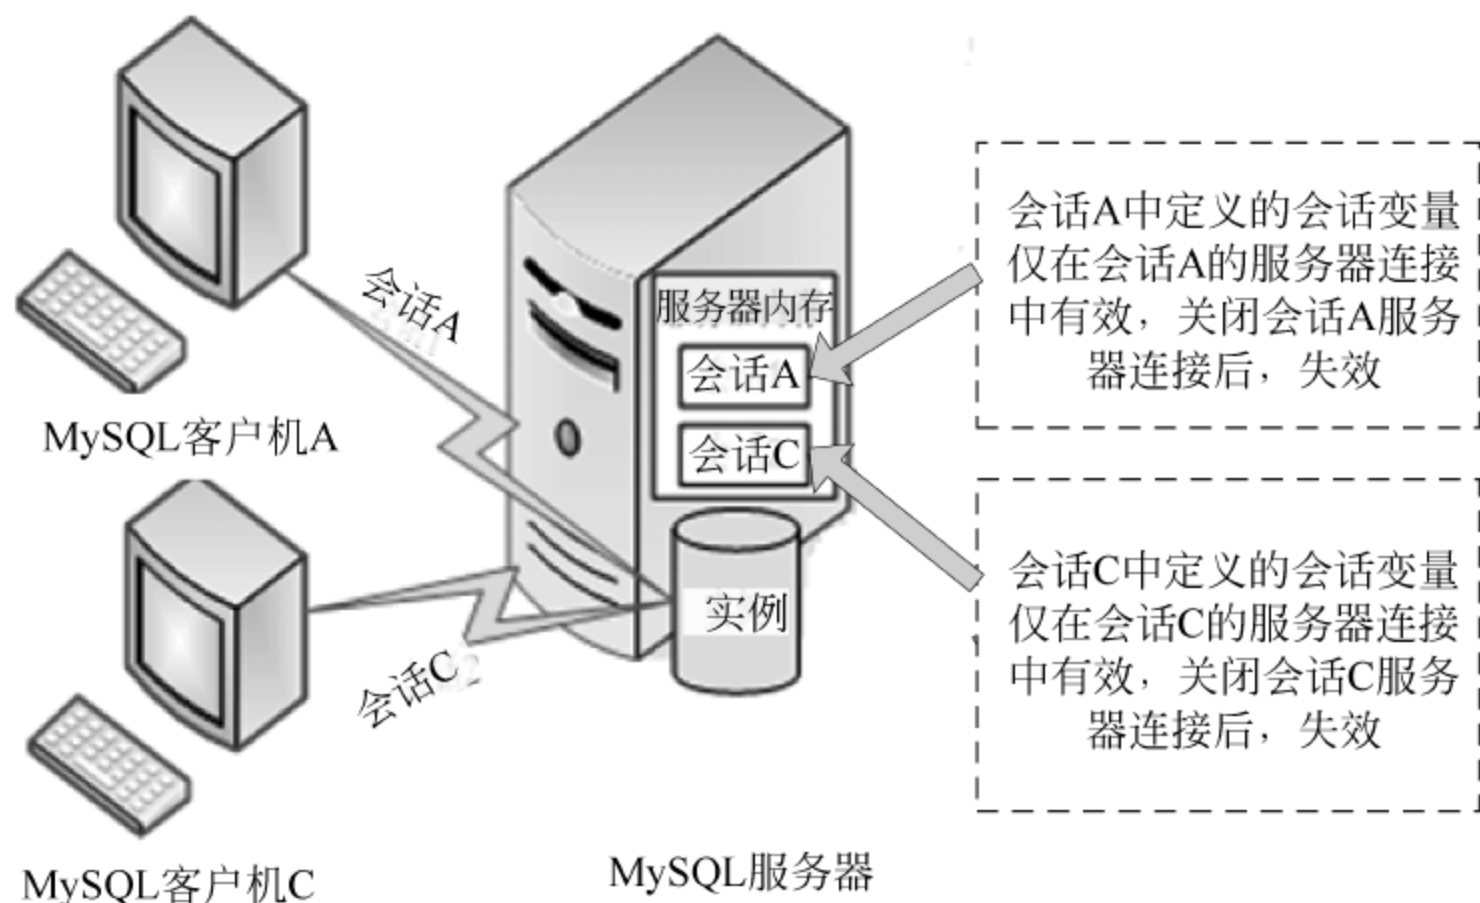 会话A
MySQL客户机A
会话C
MySQL客户机C
服务器内存
会话A
会话C
实例
MySQL服务器
会话A中定义的会话变量
仅在会话A的服务器连接
中有效，关闭会话A服务
器连接后，失效
会话C中定义的会话变量
仅在会话C的服务器连接
中有效，关闭会话C服务
器连接后，失效